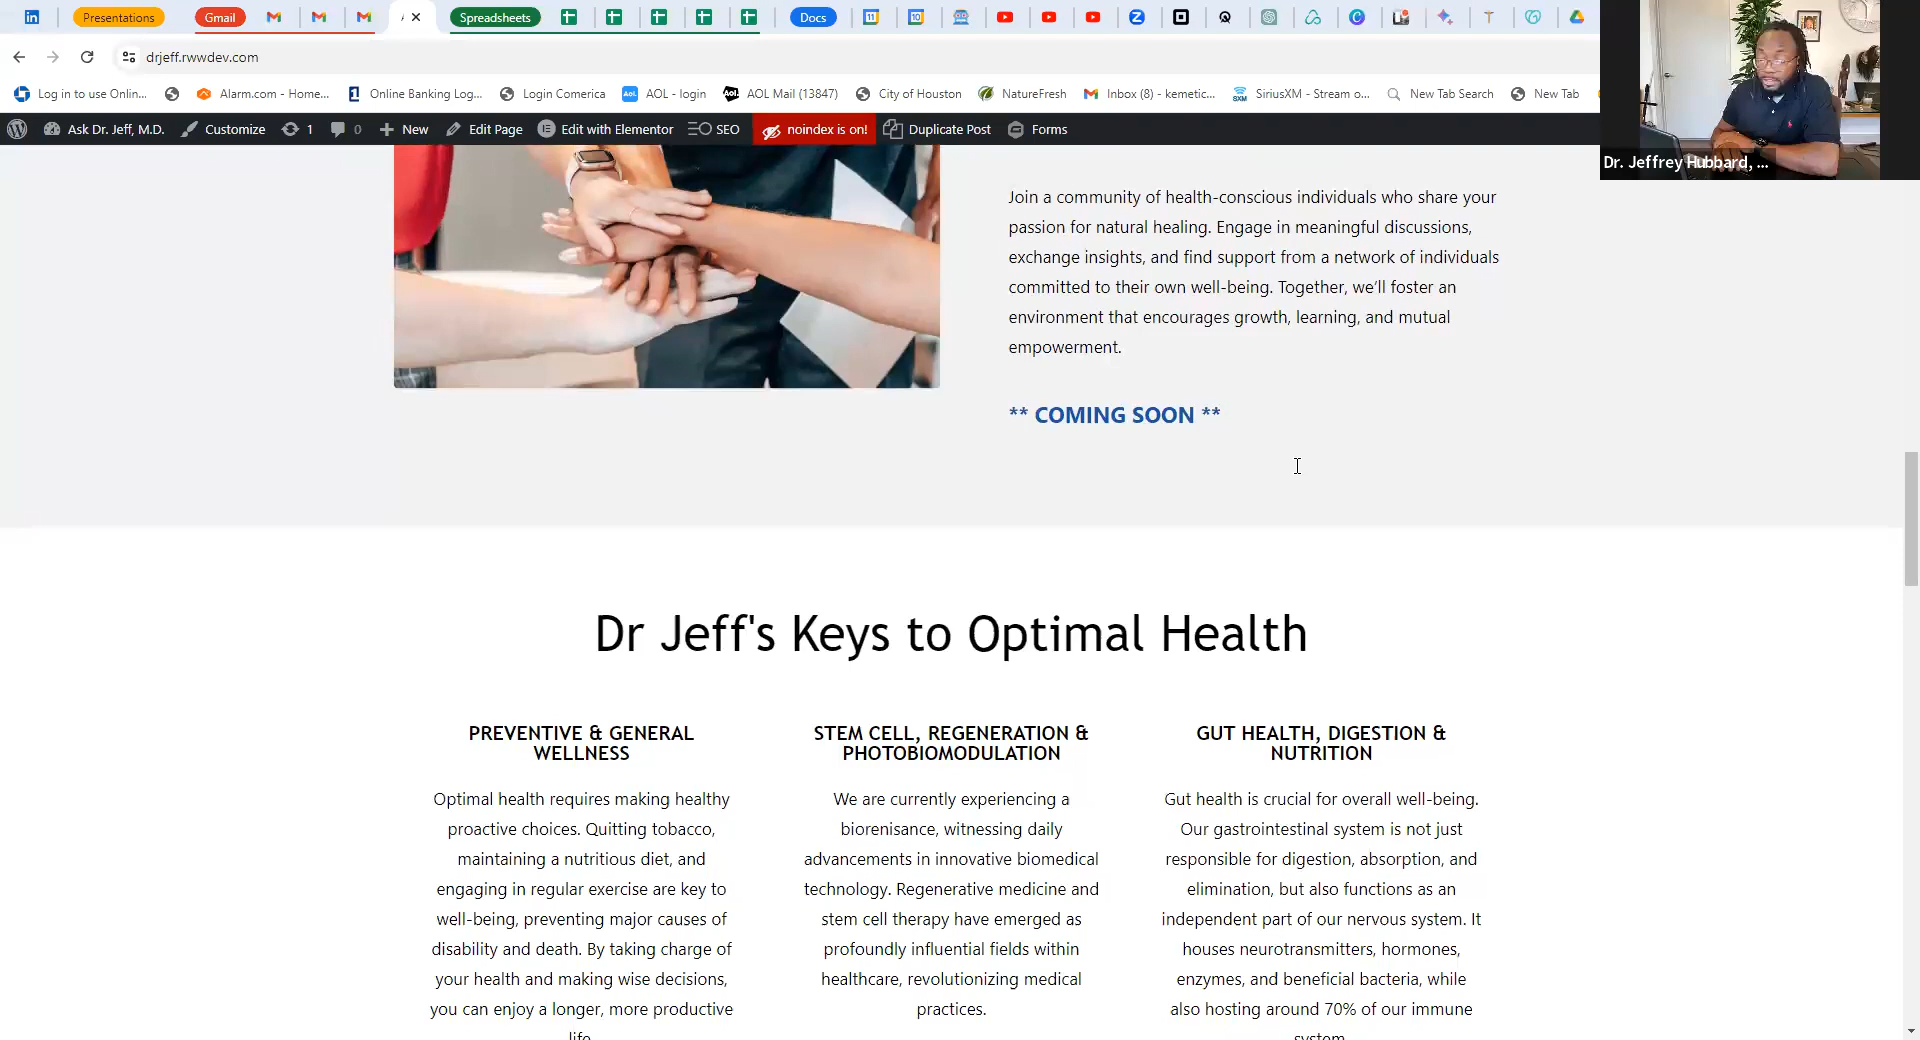 Presentations
Gmail
Spreadsheets
Docs
drjeff.rwwdev.com
Log in to use Onlin...
Alarm.com - Home...
Online Banking Log...
Login Comerica
AOL - login
AOL Mail (13847)
City of Houston
NatureFresh
Inbox (8) - kemetic...
SiriusXM - Stream o...
New Tab Search
New Tab
Ask Dr. Jeff, M.D.
Customize
1
0
New
Edit Page
Edit with Elementor
SEO
noindex is on!
Duplicate Post
Forms
Dr. Jeffrey Hubbard, ...
Join a community of health-conscious individuals who share your
passion for natural healing. Engage in meaningful discussions,
exchange insights, and find support from a network of individuals
committed to their own well-being. Together, we’ll foster an
environment that encourages growth, learning, and mutual
empowerment.
** COMING SOON **
Dr Jeff's Keys to Optimal Health
PREVENTIVE & GENERAL
WELLNESS
Optimal health requires making healthy
proactive choices. Quitting tobacco,
maintaining a nutritious diet, and
engaging in regular exercise are key to
well-being, preventing major causes of
disability and death. By taking charge of
your health and making wise decisions,
you can enjoy a longer, more productive
life.
STEM CELL, REGENERATION &
PHOTOBIOMODULATION
We are currently experiencing a
biorenisance, witnessing daily
advancements in innovative biomedical
technology. Regenerative medicine and
stem cell therapy have emerged as
profoundly influential fields within
healthcare, revolutionizing medical
practices.
GUT HEALTH, DIGESTION &
NUTRITION
Gut health is crucial for overall well-being.
Our gastrointestinal system is not just
responsible for digestion, absorption, and
elimination, but also functions as an
independent part of our nervous system. It
houses neurotransmitters, hormones,
enzymes, and beneficial bacteria, while
also hosting around 70% of our immune
system.